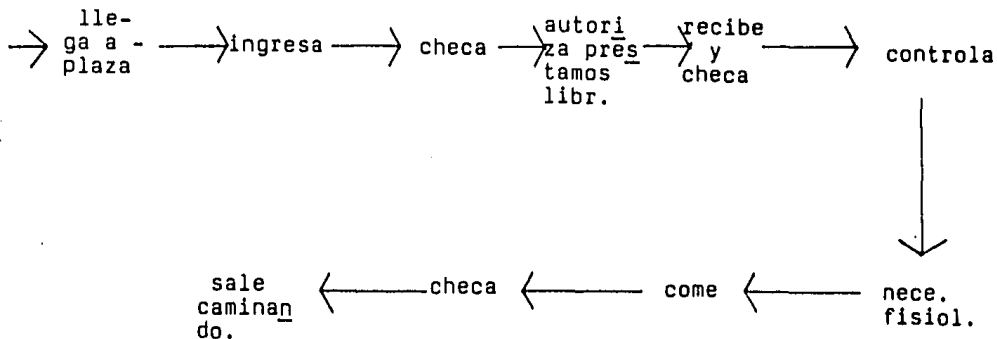 lle-
ga a -
plaza
ingresa
checa
autori
za prés
tamos
libr.
recibe
y
checa
controla
nece.
fisiol.
come
checa
sale
caminan
do.